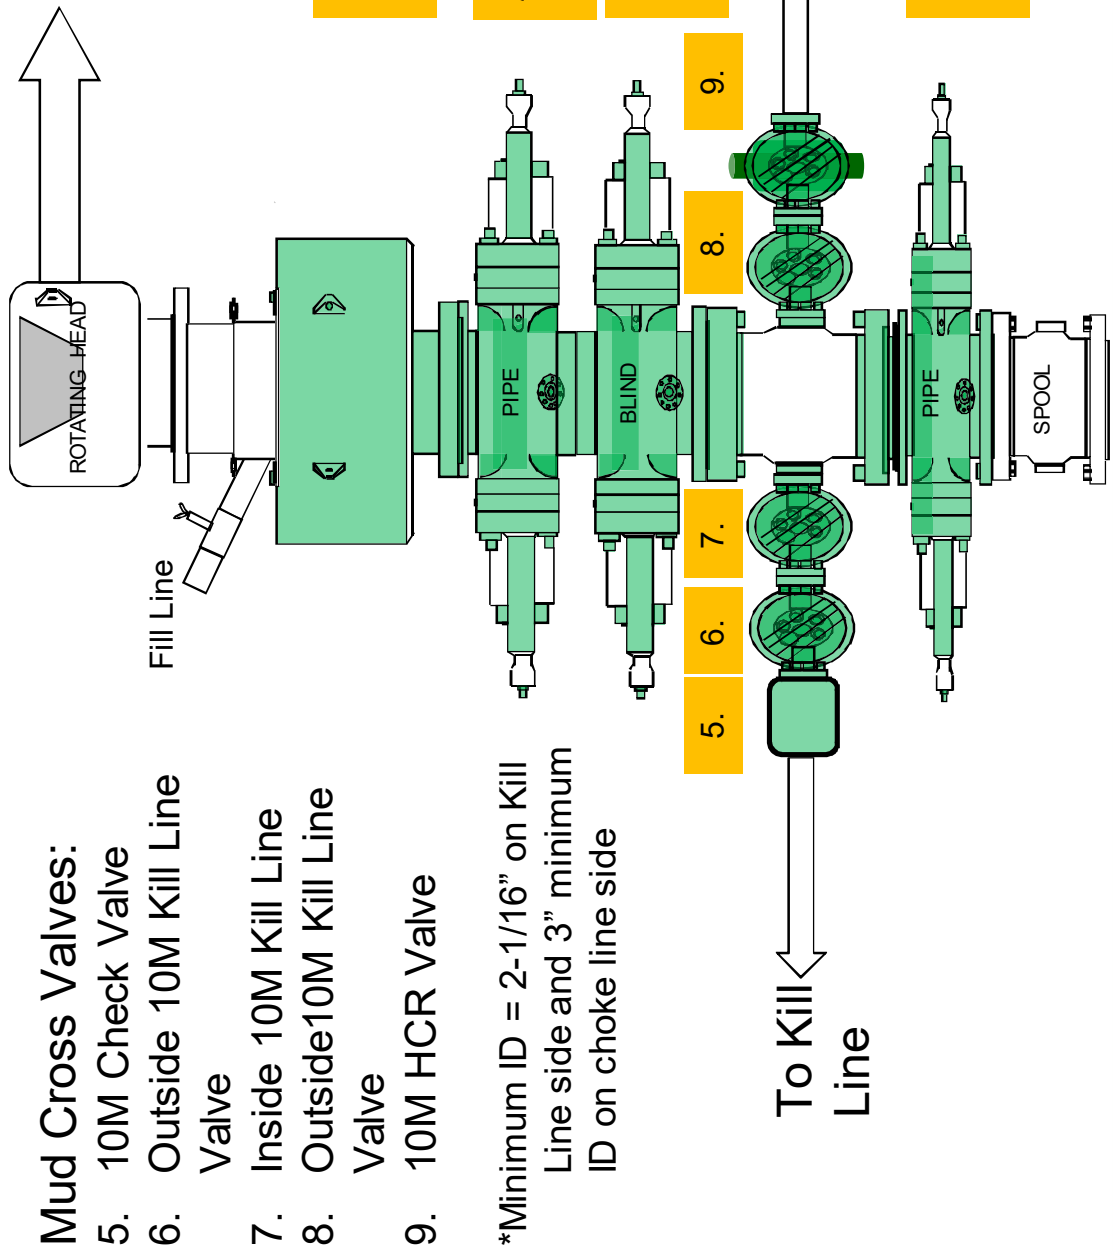 Mud Cross Valves:
5. 10M Check Valve
6. Outside 10M Kill Line
Valve
7. Inside 10M Kill Line
8. Outside10M Kill Line
Valve
9. 10M HCR Valve
*Minimum ID = 2-1/16” on Kill
Line side and 3” minimum
ID on choke line side
To Kill
Line
Fill Line
ROTATING HEAD
PIPE
BLIND
5.
6.
7.
8.
9.
PIPE
SPOOL